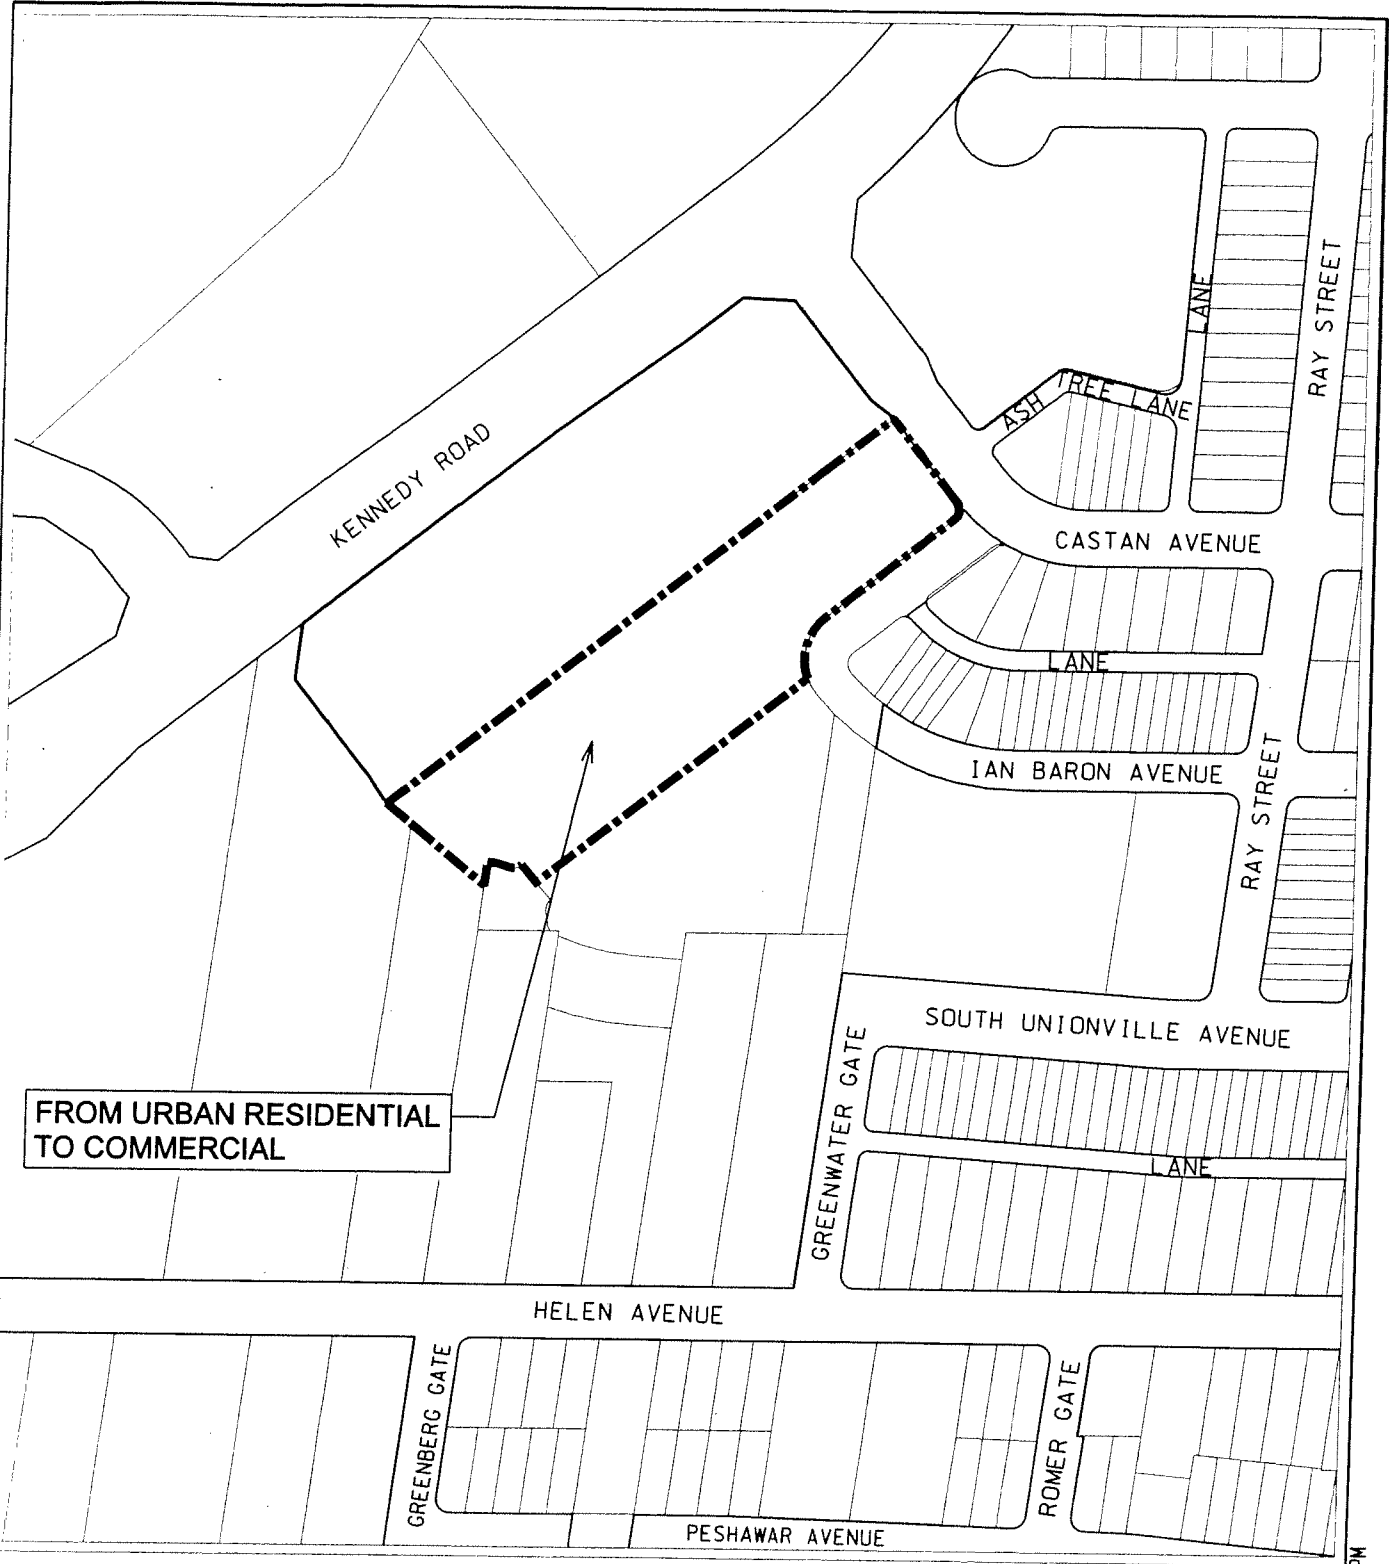 LANE
RAY STREET
ASH TREE LANE
KENNEDY ROAD
CASTAN AVENUE
LANE
IAN BARON AVENUE
RAY STREET
SOUTH UNIONVILLE AVENUE
GREENWATER GATE
FROM URBAN RESIDENTIAL
TO COMMERCIAL
LANE
HELEN AVENUE
GREENBERG GATE
ROMER GATE
PESHAWAR AVENUE
PM